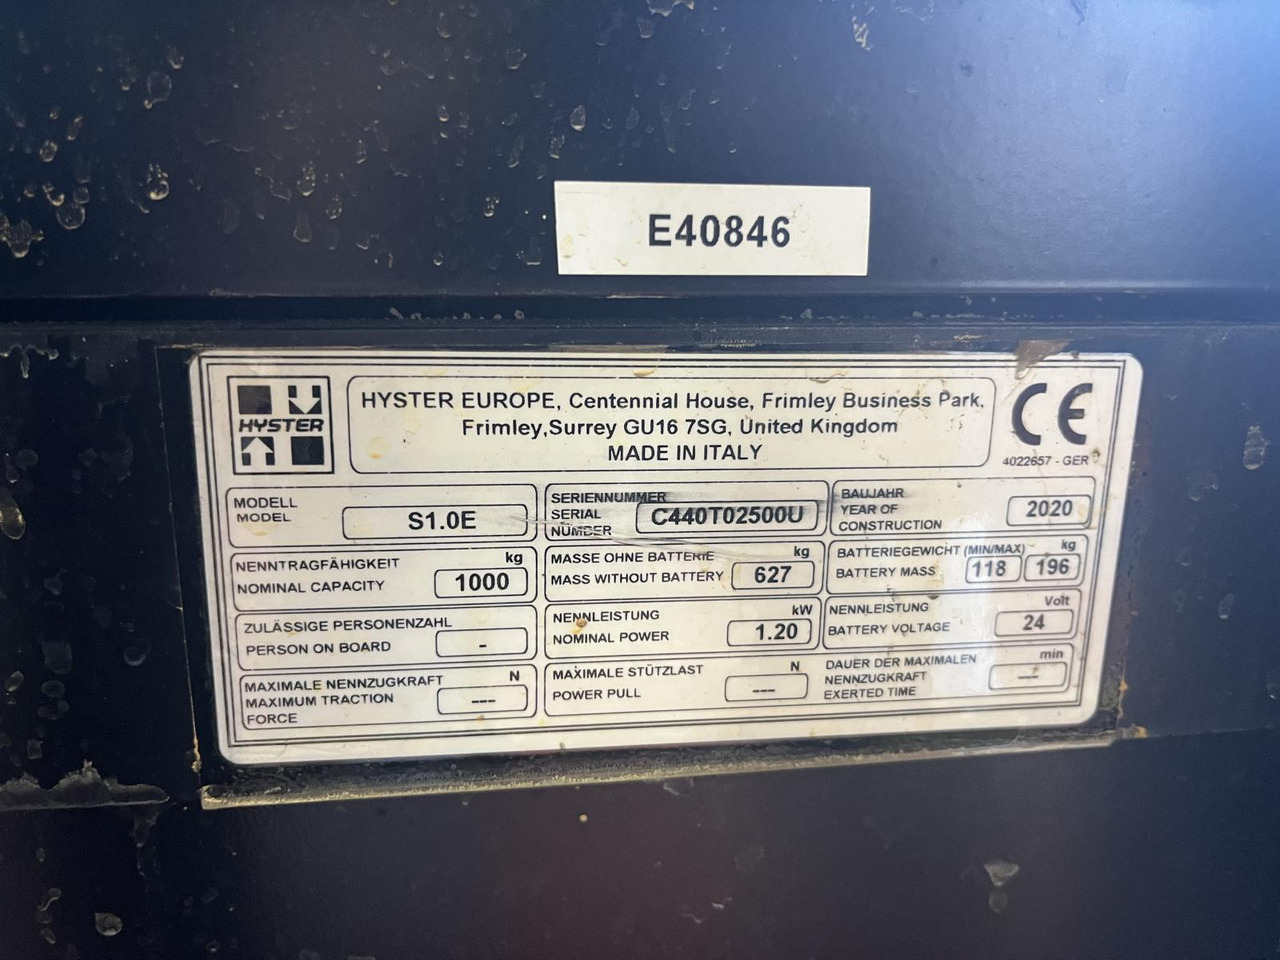 E40846
HYSTER
HYSTER EUROPE, Centennial House, Frimley Business Park,
Frimley,Surrey GU16 7SG, United Kingdom
MADE IN ITALY
CE
4022657 - GER
MODELL
MODEL
S1.0E
SERIENNUMMER
SERIAL
NUMBER
C440T02500U
BAUJAHR
YEAR OF
CONSTRUCTION
2020
NENNTRAGFÄHIGKEIT kg
NOMINAL CAPACITY 1000
MASSE OHNE BATTERIE kg
MASS WITHOUT BATTERY 627
BATTERIEGEWICHT (MIN/MAX) kg
BATTERY MASS 118 196
ZULÄSSIGE PERSONENZAHL
PERSON ON BOARD -
NENNLEISTUNG kW
NOMINAL POWER 1.20
NENNLEISTUNG Volt
BATTERY VOLTAGE 24
MAXIMALE NENNZUGKRAFT N
MAXIMUM TRACTION ---
FORCE
MAXIMALE STÜTZLAST N
POWER PULL ---
DAUER DER MAXIMALEN min
NENNZUGKRAFT ---
EXERTED TIME